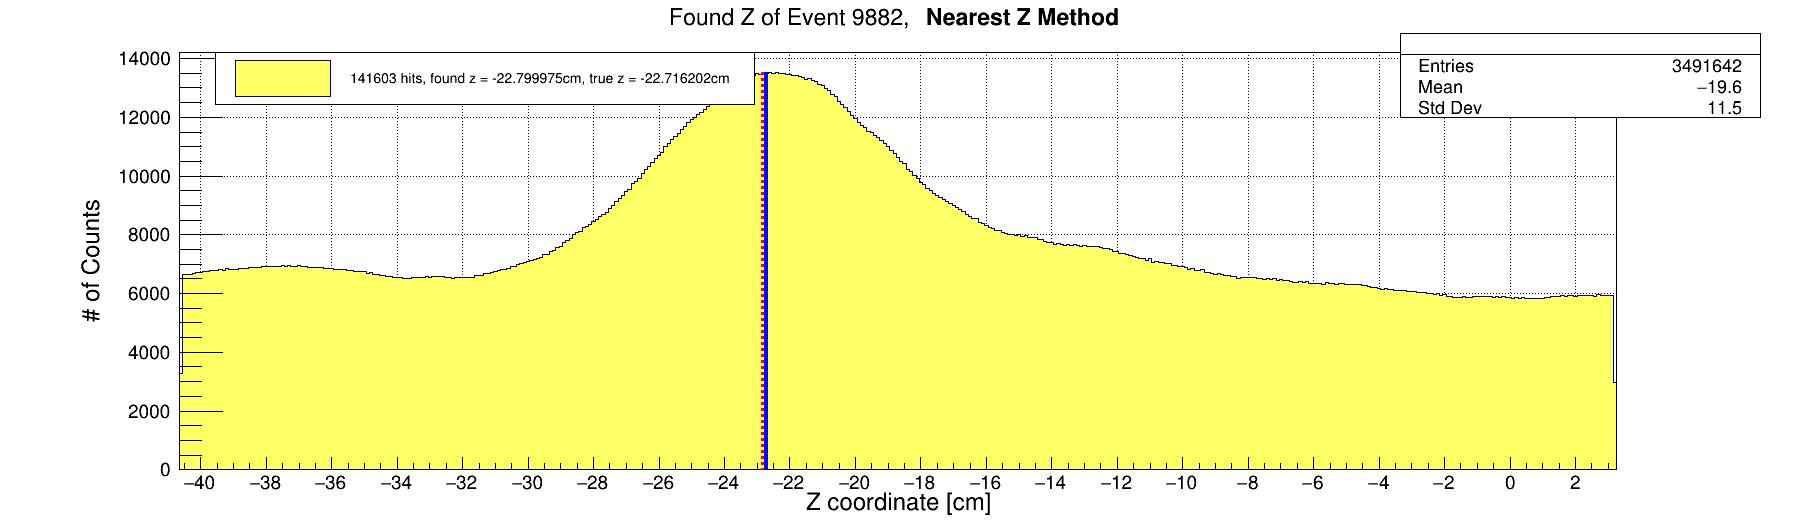 Found Z of Event 9882, Nearest Z Method
141603 hits, found z = -22.799975cm, true z = -22.716202cm
Entries 3491642
Mean −19.6
Std Dev 11.5
# of Counts
14000
12000
10000
8000
6000
4000
2000
0
−40 −38 −36 −34 −32 −30 −28 −26 −24 −22 −20 −18 −16 −14 −12 −10 −8 −6 −4 −2 0 2
Z coordinate [cm]